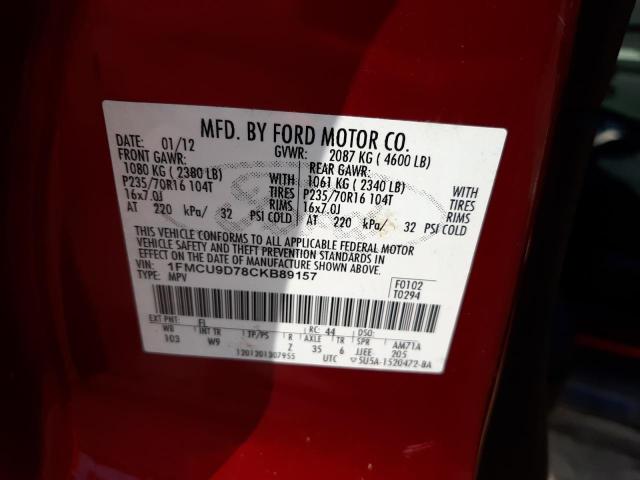 MFD. BY FORD MOTOR CO.
DATE: 01/12 GVWR: 2087 KG ( 4600 LB)
FRONT GAWR: REAR GAWR:
1080 KG ( 2380 LB) WITH 1061 KG ( 2340 LB) WITH
P235/70R16 104T TIRES P235/70R16 104T TIRES
16x7.0J RIMS 16x7.0J RIMS
AT 220 kPa/ 32 PSI COLD AT 220 kPa/ 32 PSI COLD
THIS VEHICLE CONFORMS TO ALL APPLICABLE FEDERAL MOTOR
VEHICLE SAFETY AND THEFT PREVENTION STANDARDS IN
EFFECT ON THE DATE OF MANUFACTURE SHOWN ABOVE.
VIN: 1FMCU9D78CKB89157 F0102
TYPE: MPV T0294
EXT PNT: FL RC: 44 DSO:
WB INT TR TP/PS R AXLE TR SPR AM71A
103 W9 Z 35 6 JJEE 205
1201201307955 UTC 5U5A-1520472-BA